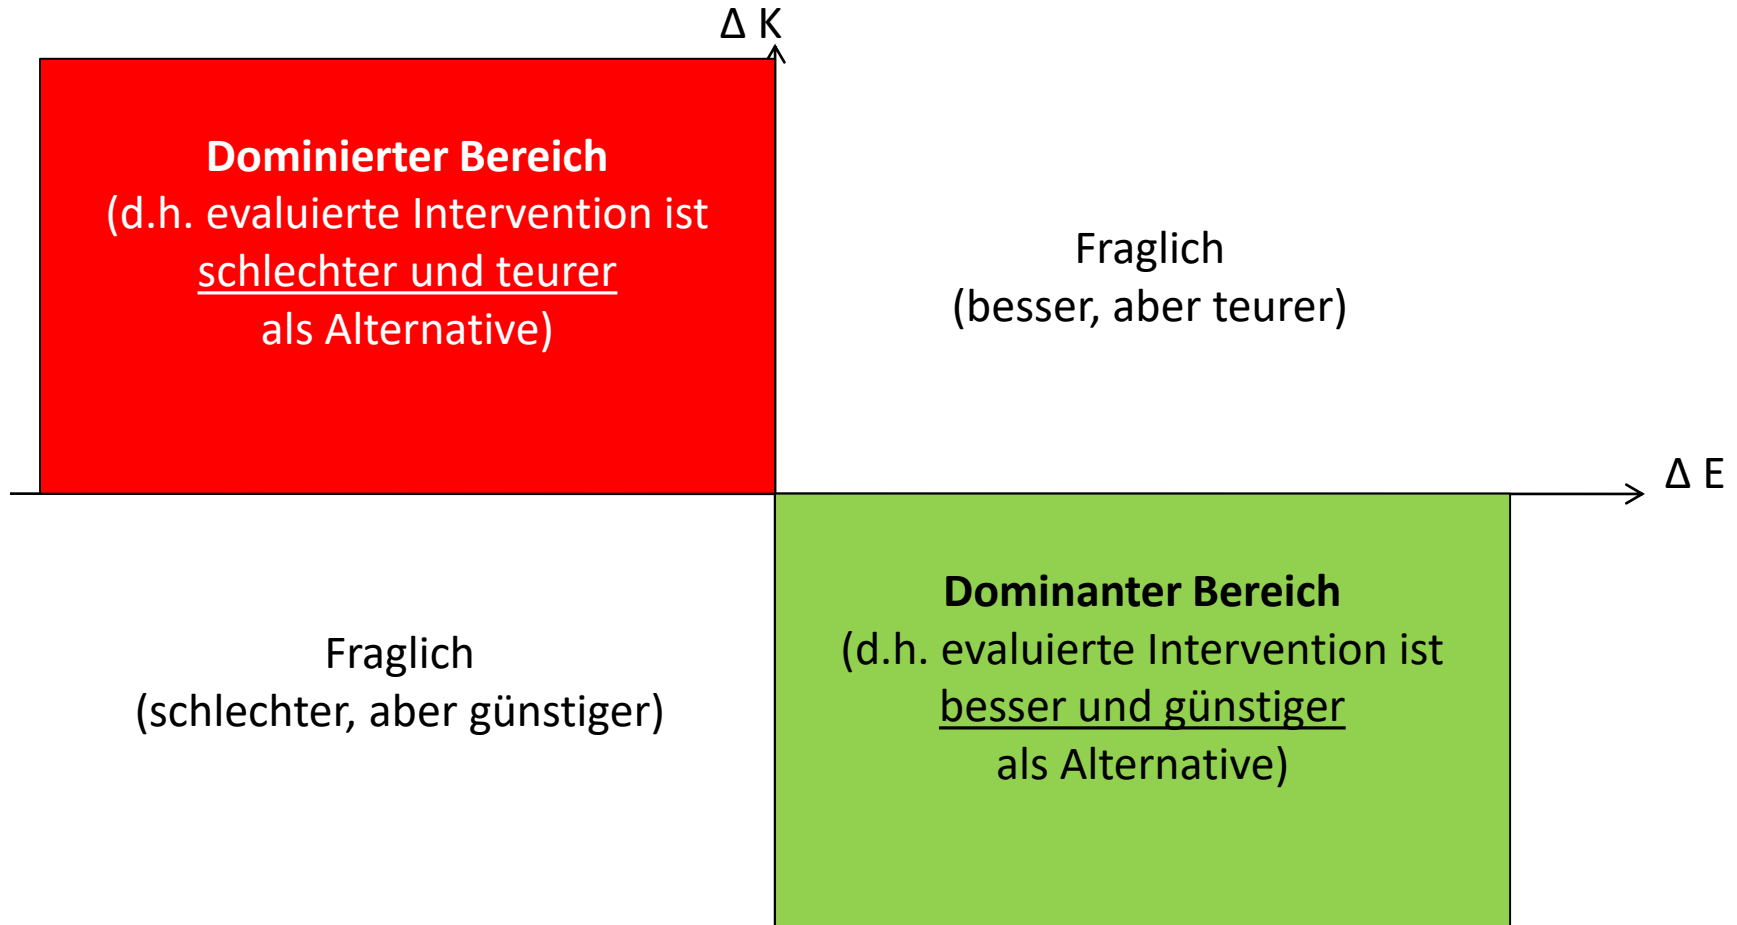 Δ K
Dominierter Bereich
(d.h. evaluierte Intervention ist
schlechter und teurer
als Alternative)
Fraglich
(besser, aber teurer)
Δ E
Fraglich
(schlechter, aber günstiger)
Dominanter Bereich
(d.h. evaluierte Intervention ist
besser und günstiger
als Alternative)